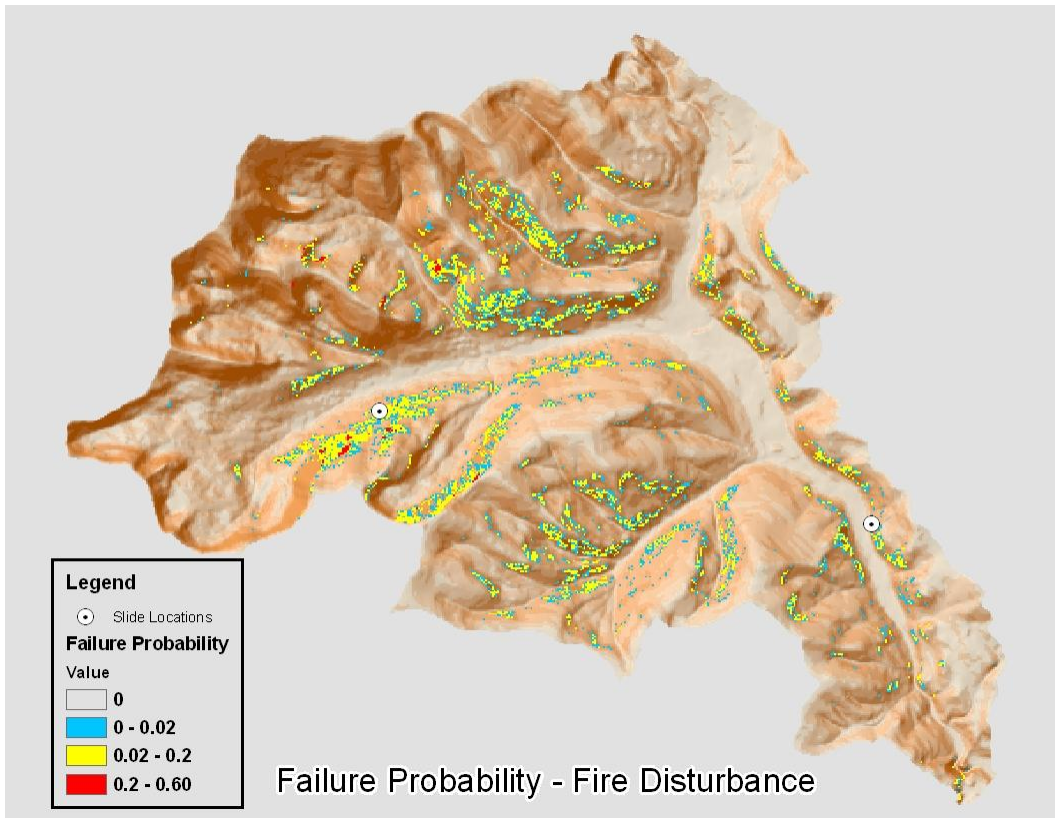 Legend
Slide Locations
Failure Probability
Value
0
0 - 0.02
0.02 - 0.2
0.2 - 0.60
Failure Probability - Fire Disturbance